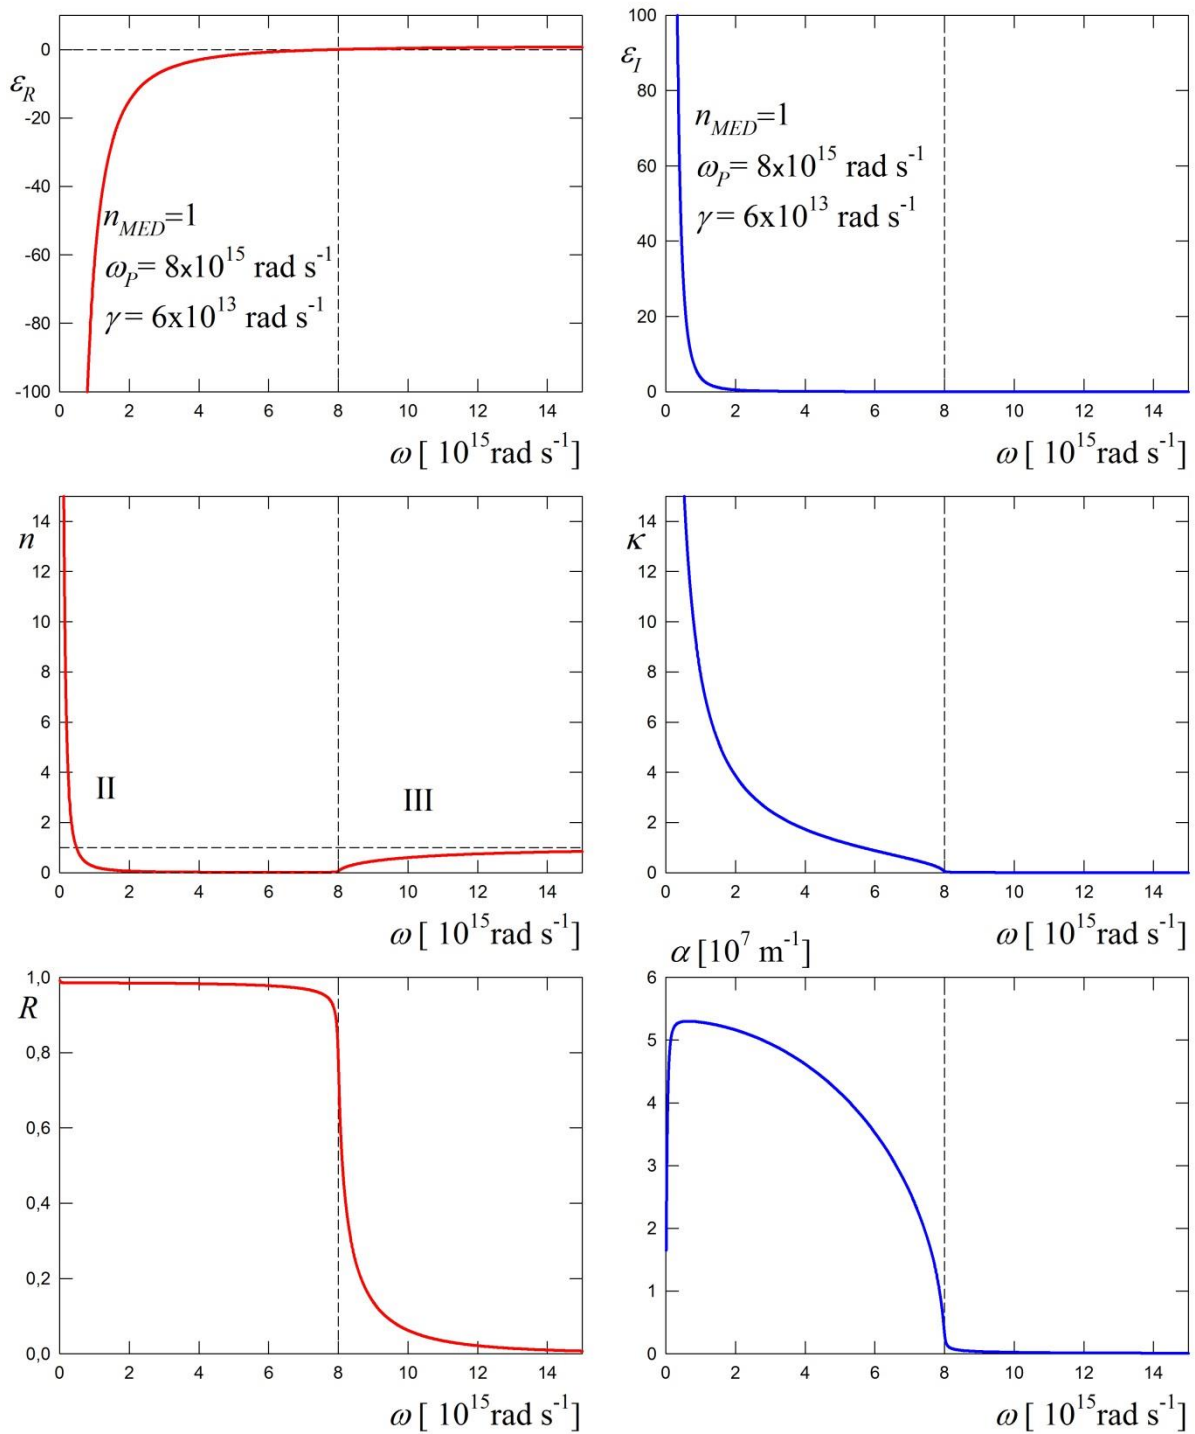 0
-20
-40
-60
-80
-100
εR
nMED=1
ωP= 8x10^15 rad s^-1
γ = 6x10^13 rad s^-1
0 2 4 6 8 10 12 14
ω [ 10^15rad s^-1]
100
80
60
40
20
0
εI
nMED=1
ωP= 8x10^15 rad s^-1
γ = 6x10^13 rad s^-1
0 2 4 6 8 10 12 14
ω [ 10^15rad s^-1]
14
12
10
8
6
4
2
0
n
II
III
0 2 4 6 8 10 12 14
ω [ 10^15rad s^-1]
14
12
10
8
6
4
2
0
κ
0 2 4 6 8 10 12 14
ω [ 10^15rad s^-1]
1,0
0,8
0,6
0,4
0,2
0,0
R
0 2 4 6 8 10 12 14
ω [ 10^15rad s^-1]
α [10^7 m^-1]
6
5
4
3
2
1
0
0 2 4 6 8 10 12 14
ω [ 10^15rad s^-1]